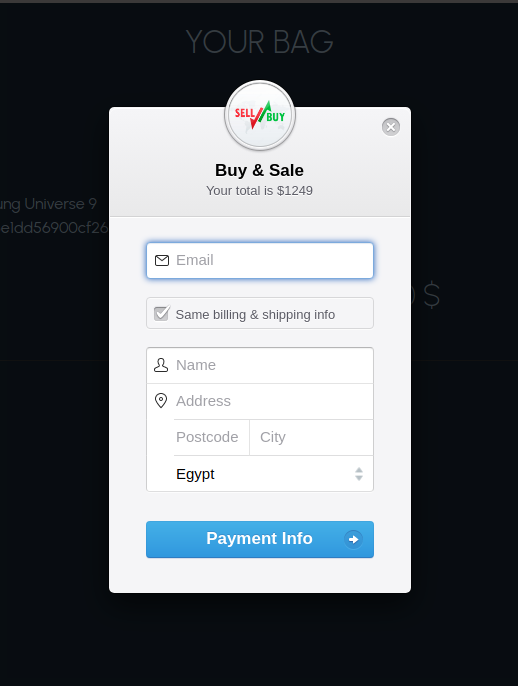 YOUR BAG
SELL
BUY
Buy & Sale
Your total is $1249
ung Universe 9
e1dd56900cf26
$
Email
Same billing & shipping info
Name
Address
Postcode
City
Egypt
Payment Info